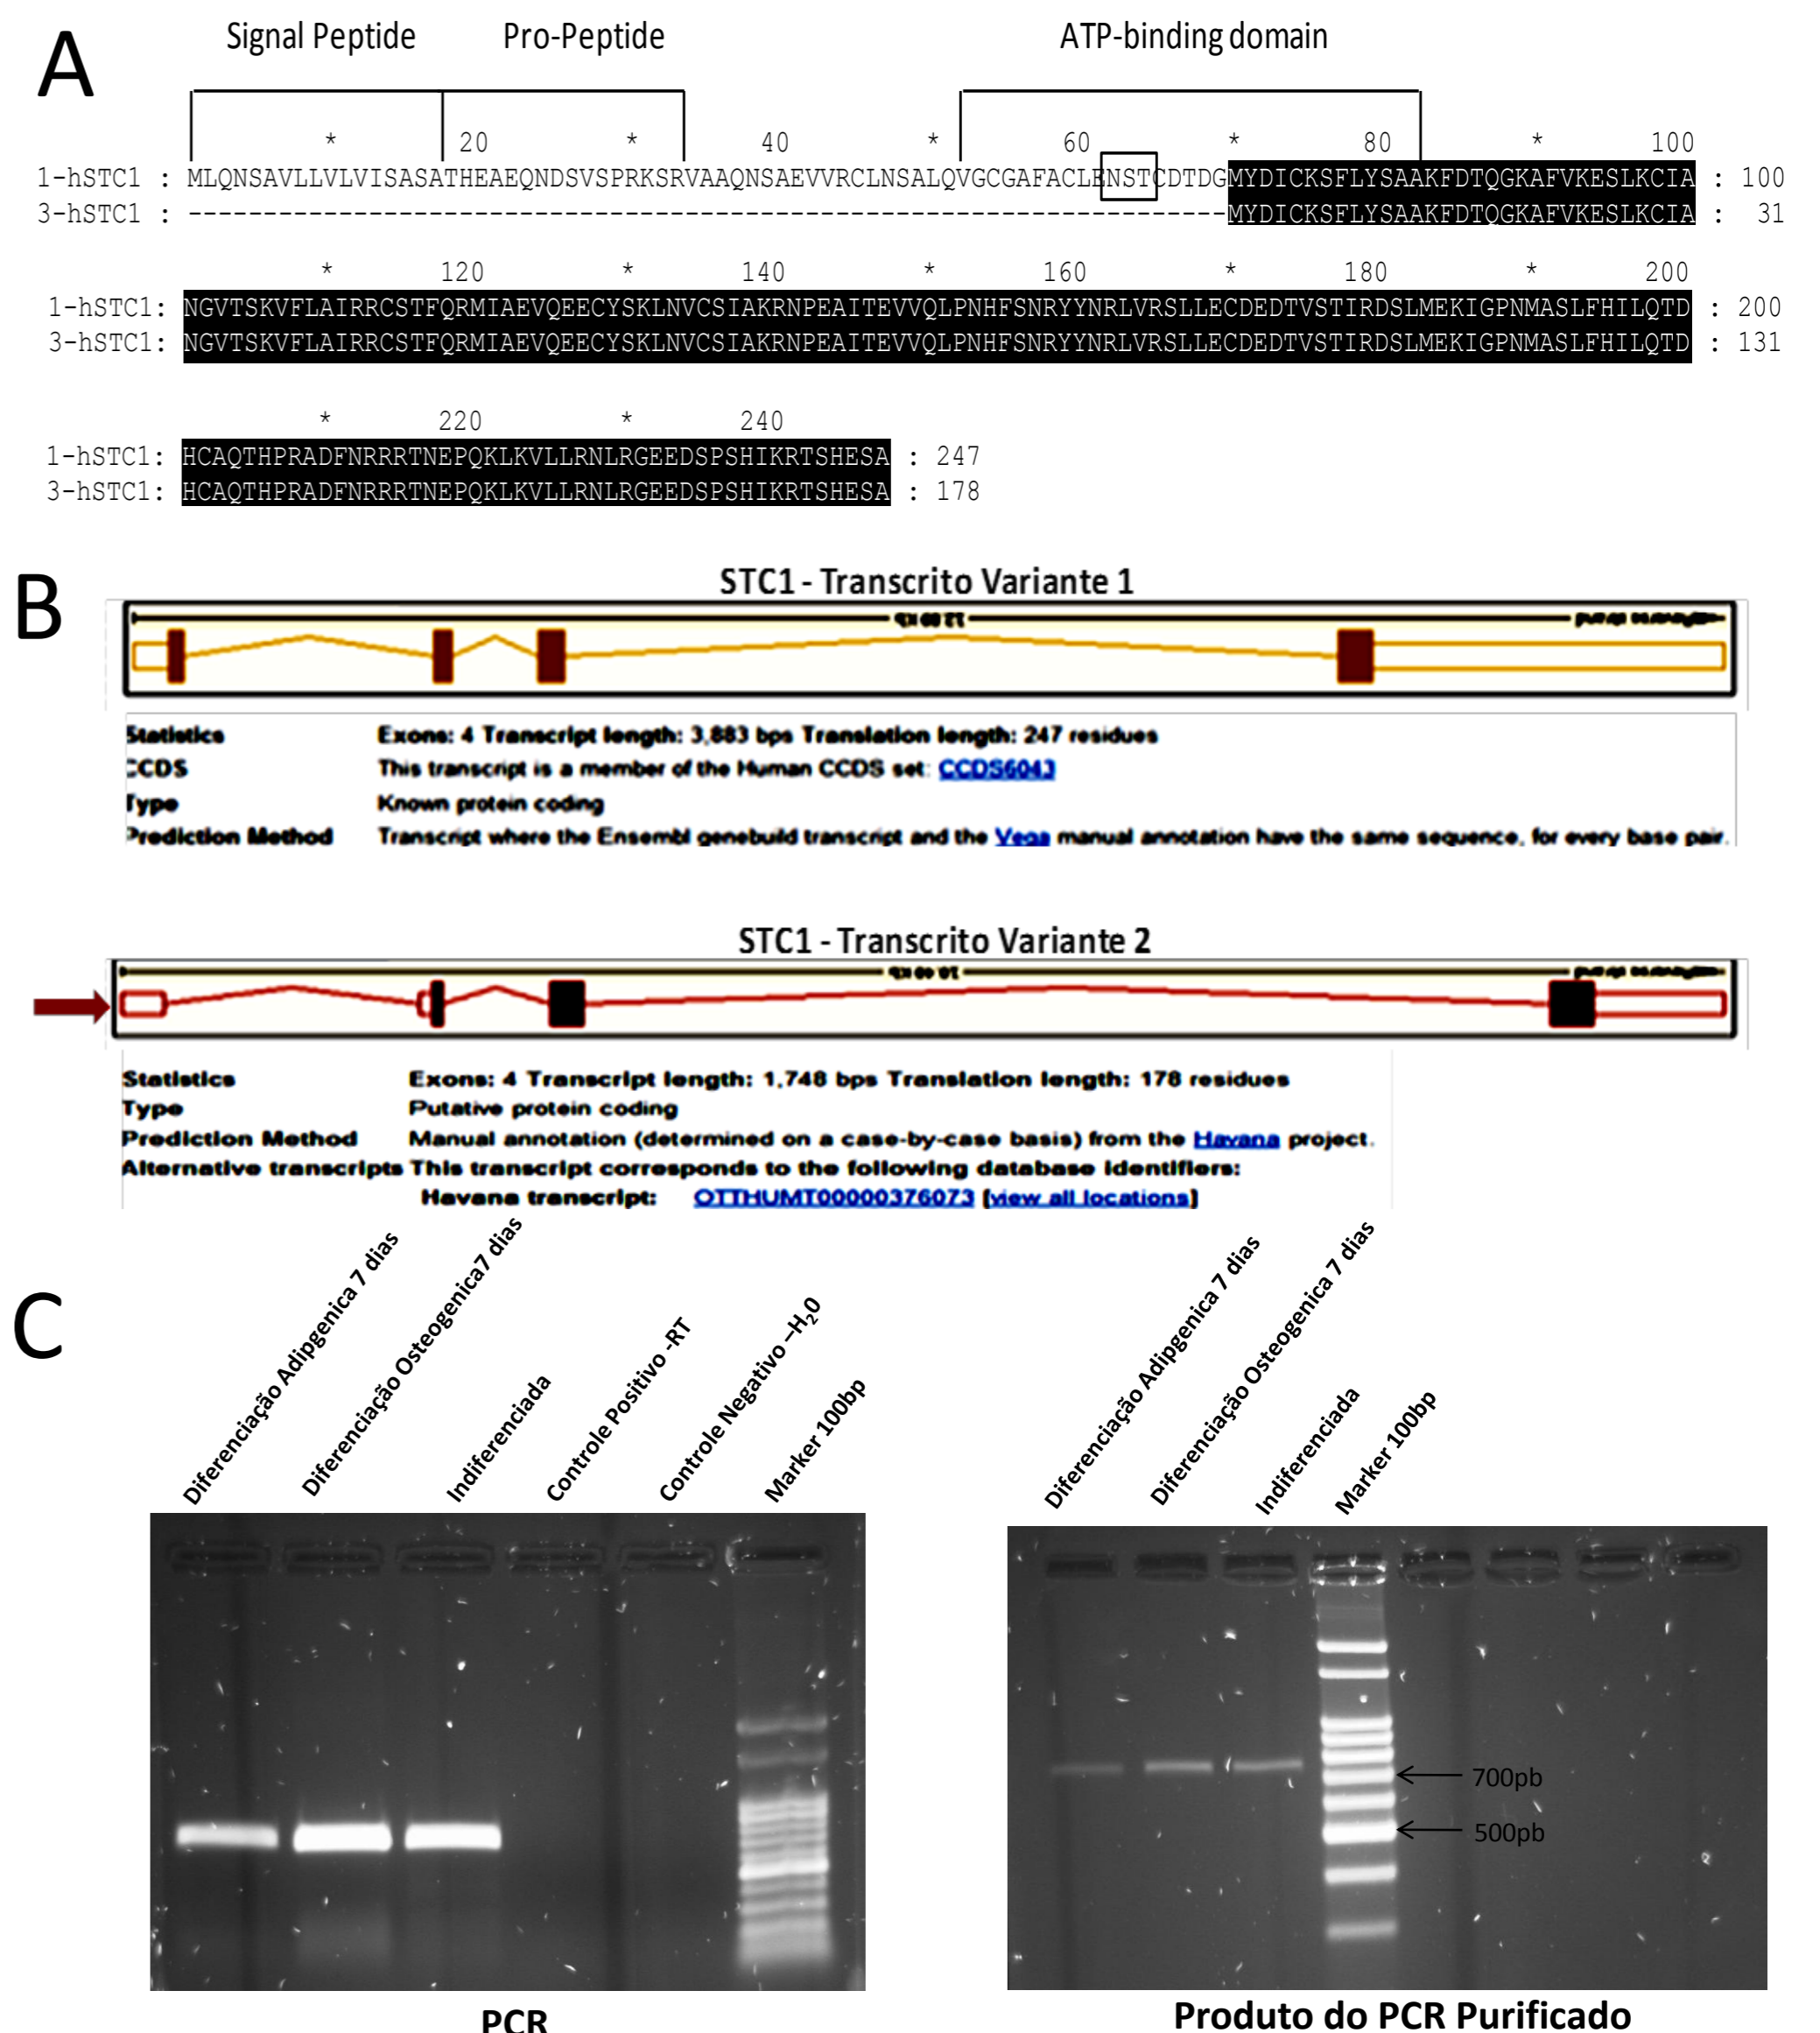 A
Signal Peptide Pro-Peptide ATP-binding domain
* 20 * 40 * 60 * 80 * 100
1-hSTC1 : MLQNSAVLLVLVISASATHEAEQNDSVSPRKSRVAAQNSAEVVRCLNSALQVGCGAFACLENSTCDTDGMYDICKSFLYSAAKFDTQGKAFVKESLKCIA : 100
3-hSTC1 : ---------------------------------------------------------------------MYDICKSFLYSAAKFDTQGKAFVKESLKCIA : 31
* 120 * 140 * 160 * 180 * 200
1-hSTC1: NGVTSKVFLAIRRCSTFQRMIAEVQEECYSKLNVCSIAKRNPEAITEVVQLPNHFSNRYYNRLVRSLLECDEDTVSTIRDSLMEKIGPNMASLFHILQTD : 200
3-hSTC1: NGVTSKVFLAIRRCSTFQRMIAEVQEECYSKLNVCSIAKRNPEAITEVVQLPNHFSNRYYNRLVRSLLECDEDTVSTIRDSLMEKIGPNMASLFHILQTD : 131
* 220 * 240
1-hSTC1: HCAQTHPRADFNRRRTNEPQKLKVLLRNLRGEEDSPSHIKRTSHESA : 247
3-hSTC1: HCAQTHPRADFNRRRTNEPQKLKVLLRNLRGEEDSPSHIKRTSHESA : 178
B
STC1 - Transcrito Variante 1
Statistics Exons: 4 Transcript length: 3,883 bps Translation length: 247 residues
CCDS This transcript is a member of the Human CCDS set: CCDS6043
Type Known protein coding
Prediction Method Transcript where the Ensembl genebuild transcript and the Vega manual annotation have the same sequence, for every base pair.
STC1 - Transcrito Variante 2
Statistics Exons: 4 Transcript length: 1,748 bps Translation length: 178 residues
Type Putative protein coding
Prediction Method Manual annotation (determined on a case-by-case basis) from the Havana project.
Alternative transcripts This transcript corresponds to the following database identifiers:
Havana transcript: OTTHUMT00000376073 [view all locations]
C
Diferenciação Adipgenica 7 dias
Diferenciação Osteogenica7 dias
Indiferenciada
Controle Positivo -RT
Controle Negativo –H₂0
Marker 100bp
PCR
Diferenciação Adipgenica 7 dias
Diferenciação Osteogenica 7 dias
Indiferenciada
Marker 100bp
700pb
500pb
Produto do PCR Purificado